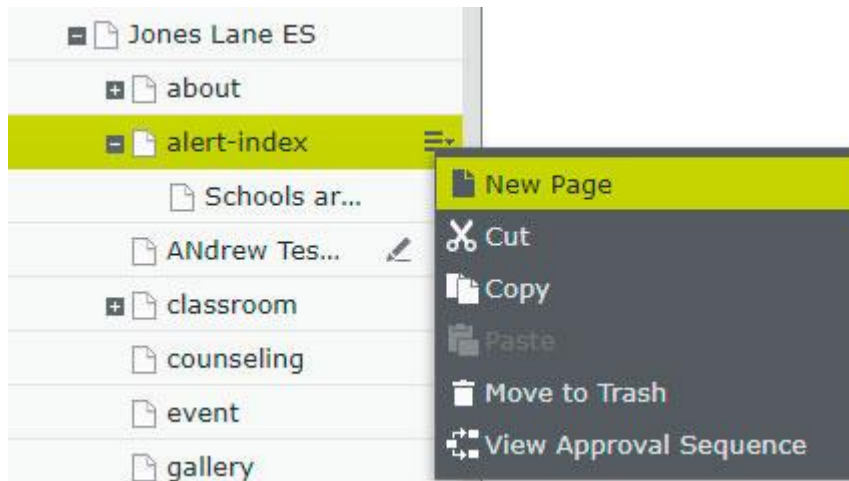 Jones Lane ES
about
alert-index
Schools ar...
ANdrew Tes...
classroom
counseling
event
gallery
New Page
Cut
Copy
Paste
Move to Trash
View Approval Sequence